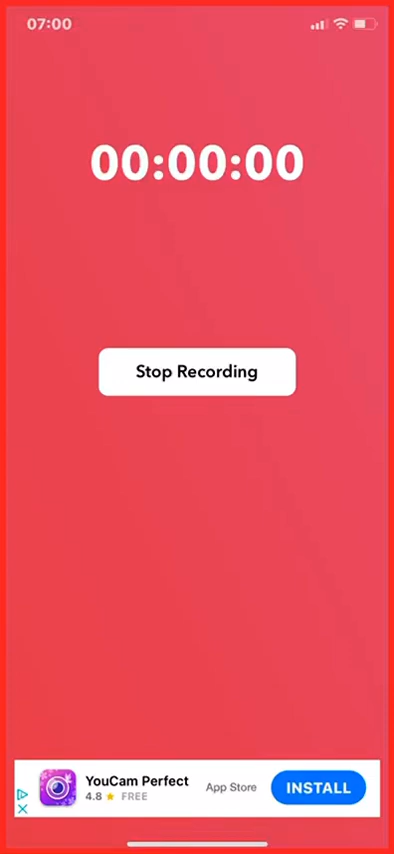 07:00
00:00:00
Stop Recording
YouCam Perfect
4.8 ★ FREE
App Store
INSTALL